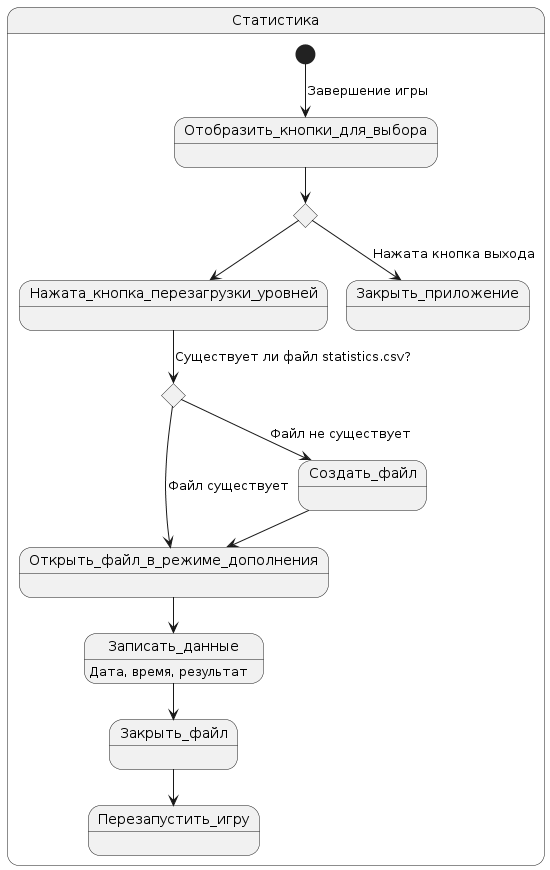 Статистика
Завершение игры
Отобразить_кнопки_для_выбора
Нажата кнопка выхода
Нажата_кнопка_перезагрузки_уровней
Закрыть_приложение
Существует ли файл statistics.csv?
Файл не существует
Создать_файл
Файл существует
Открыть_файл_в_режиме_дополнения
Записать_данные
Дата, время, результат
Закрыть_файл
Перезапустить_игру